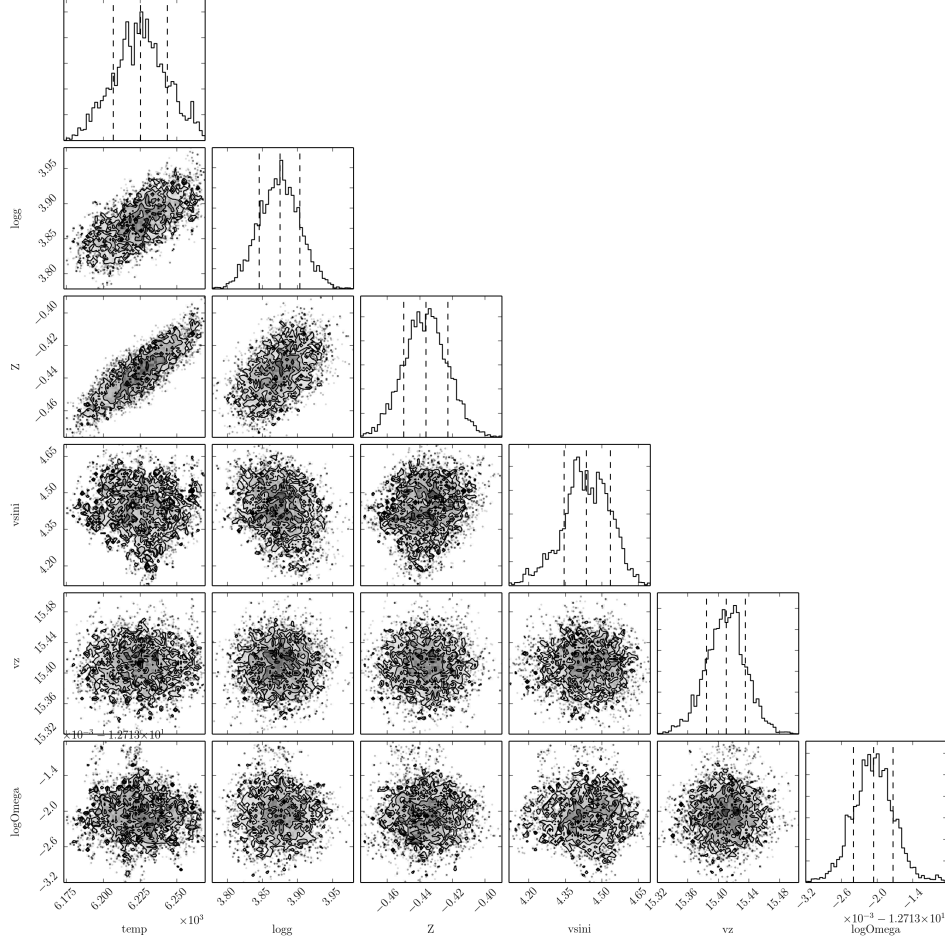 3.95
3.90
3.85
3.80
logg
−0.40
−0.42
−0.44
−0.46
Z
4.65
4.50
4.35
4.20
vsini
15.48
15.44
15.40
15.36
15.32
vz
×10⁻³ − 1.2713×10¹
−1.4
−2.0
−2.6
−3.2
logOmega
6.175 6.200 6.225 6.250
×10³
temp
3.80 3.85 3.90 3.95
logg
−0.46 −0.44 −0.42 −0.40
Z
4.20 4.35 4.50 4.65
vsini
15.32 15.36 15.40 15.44 15.48
vz
−3.2 −2.6 −2.0 −1.4
×10⁻³ − 1.2713×10¹
logOmega